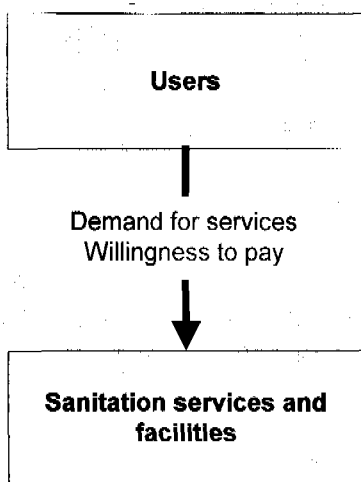 Users
Demand for services
Willingness to pay
Sanitation services and
facilities